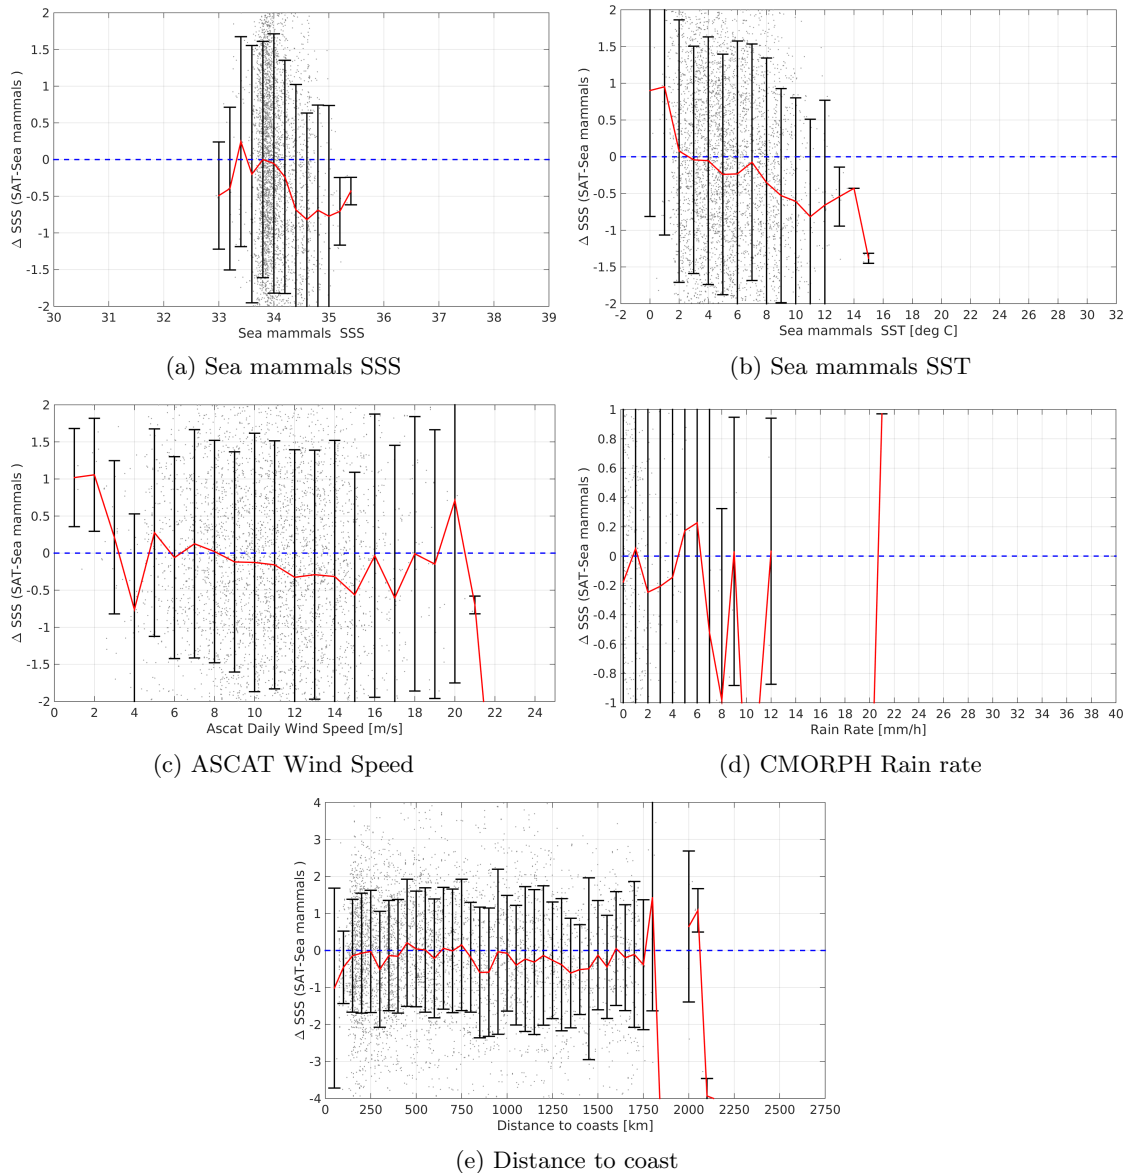 2
1.5
1
0.5
0
-0.5
-1
-1.5
-2
Δ SSS (SAT-Sea mammals )
30 31 32 33 34 35 36 37 38 39
Sea mammals SSS
(a) Sea mammals SSS
2
1.5
1
0.5
0
-0.5
-1
-1.5
-2
Δ SSS (SAT-Sea mammals )
-2 0 2 4 6 8 10 12 14 16 18 20 22 24 26 28 30 32
Sea mammals SST [deg C]
(b) Sea mammals SST
2
1.5
1
0.5
0
-0.5
-1
-1.5
-2
Δ SSS (SAT-Sea mammals )
0 2 4 6 8 10 12 14 16 18 20 22 24
Ascat Daily Wind Speed [m/s]
(c) ASCAT Wind Speed
1
0.8
0.6
0.4
0.2
0
-0.2
-0.4
-0.6
-0.8
-1
Δ SSS (SAT-Sea mammals )
0 2 4 6 8 10 12 14 16 18 20 22 24 26 28 30 32 34 36 38 40
Rain Rate [mm/h]
(d) CMORPH Rain rate
4
3
2
1
0
-1
-2
-3
-4
Δ SSS (SAT-Sea mammals )
0 250 500 750 1000 1250 1500 1750 2000 2250 2500 2750
Distance to coasts [km]
(e) Distance to coast